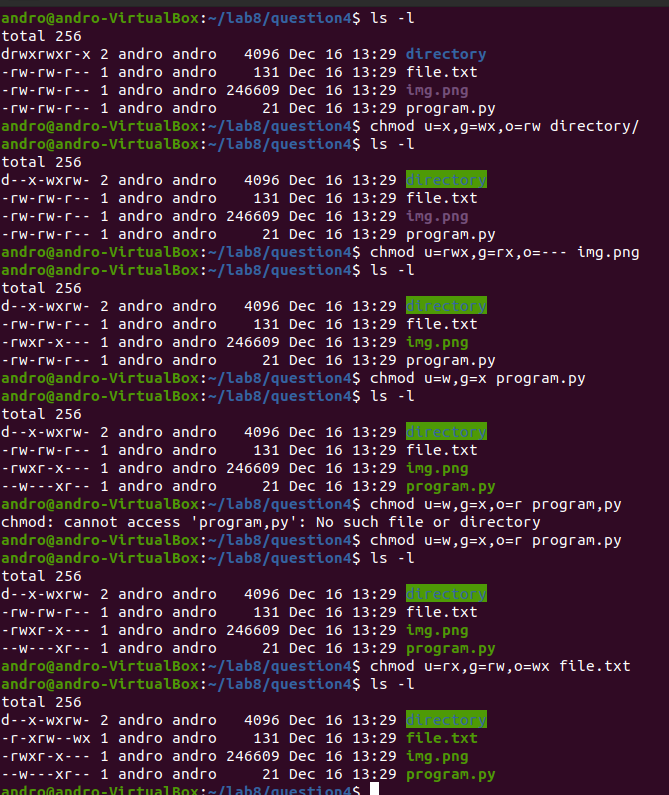 andro@andro-VirtualBox:~/lab8/question4$ ls -l
total 256
drwxrwxr-x 2 andro andro   4096 Dec 16 13:29 directory
-rw-rw-r-- 1 andro andro    131 Dec 16 13:29 file.txt
-rw-rw-r-- 1 andro andro 246609 Dec 16 13:29 img.png
-rw-rw-r-- 1 andro andro     21 Dec 16 13:29 program.py
andro@andro-VirtualBox:~/lab8/question4$ chmod u=x,g=wx,o=rw directory/
andro@andro-VirtualBox:~/lab8/question4$ ls -l
total 256
d--x-wxrw- 2 andro andro   4096 Dec 16 13:29 directory
-rw-rw-r-- 1 andro andro    131 Dec 16 13:29 file.txt
-rw-rw-r-- 1 andro andro 246609 Dec 16 13:29 img.png
-rw-rw-r-- 1 andro andro     21 Dec 16 13:29 program.py
andro@andro-VirtualBox:~/lab8/question4$ chmod u=rwx,g=rx,o=--- img.png
andro@andro-VirtualBox:~/lab8/question4$ ls -l
total 256
d--x-wxrw- 2 andro andro   4096 Dec 16 13:29 directory
-rw-rw-r-- 1 andro andro    131 Dec 16 13:29 file.txt
-rwxr-x--- 1 andro andro 246609 Dec 16 13:29 img.png
-rw-rw-r-- 1 andro andro     21 Dec 16 13:29 program.py
andro@andro-VirtualBox:~/lab8/question4$ chmod u=w,g=x program.py
andro@andro-VirtualBox:~/lab8/question4$ ls -l
total 256
d--x-wxrw- 2 andro andro   4096 Dec 16 13:29 directory
-rw-rw-r-- 1 andro andro    131 Dec 16 13:29 file.txt
-rwxr-x--- 1 andro andro 246609 Dec 16 13:29 img.png
--w---xr-- 1 andro andro     21 Dec 16 13:29 program.py
andro@andro-VirtualBox:~/lab8/question4$ chmod u=w,g=x,o=r program,py
chmod: cannot access 'program,py': No such file or directory
andro@andro-VirtualBox:~/lab8/question4$ chmod u=w,g=x,o=r program.py
andro@andro-VirtualBox:~/lab8/question4$ ls -l
total 256
d--x-wxrw- 2 andro andro   4096 Dec 16 13:29 directory
-rw-rw-r-- 1 andro andro    131 Dec 16 13:29 file.txt
-rwxr-x--- 1 andro andro 246609 Dec 16 13:29 img.png
--w---xr-- 1 andro andro     21 Dec 16 13:29 program.py
andro@andro-VirtualBox:~/lab8/question4$ chmod u=rx,g=rw,o=wx file.txt
andro@andro-VirtualBox:~/lab8/question4$ ls -l
total 256
d--x-wxrw- 2 andro andro   4096 Dec 16 13:29 directory
-r-xrw--wx 1 andro andro    131 Dec 16 13:29 file.txt
-rwxr-x--- 1 andro andro 246609 Dec 16 13:29 img.png
--w---xr-- 1 andro andro     21 Dec 16 13:29 program.py
andro@andro-VirtualBox:~/lab8/question4$